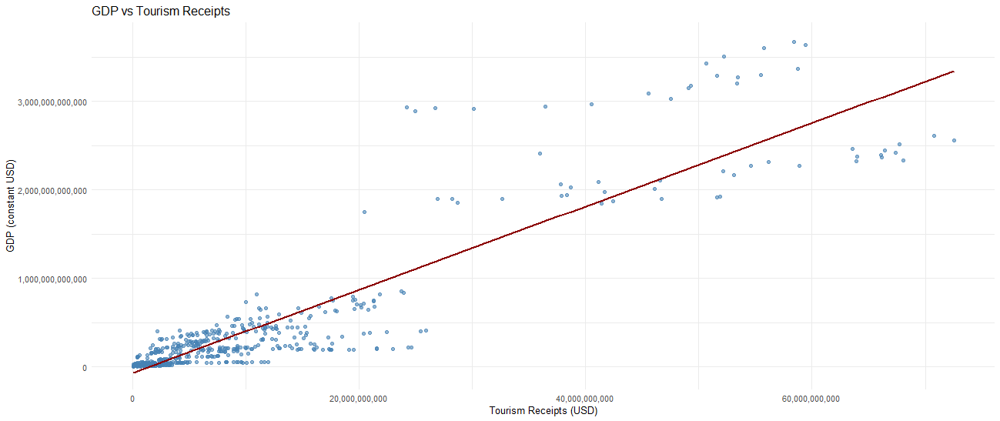 GDP vs Tourism Receipts
GDP (constant USD)
3,000,000,000,000
2,000,000,000,000
1,000,000,000,000
0
0
20,000,000,000
40,000,000,000
60,000,000,000
Tourism Receipts (USD)